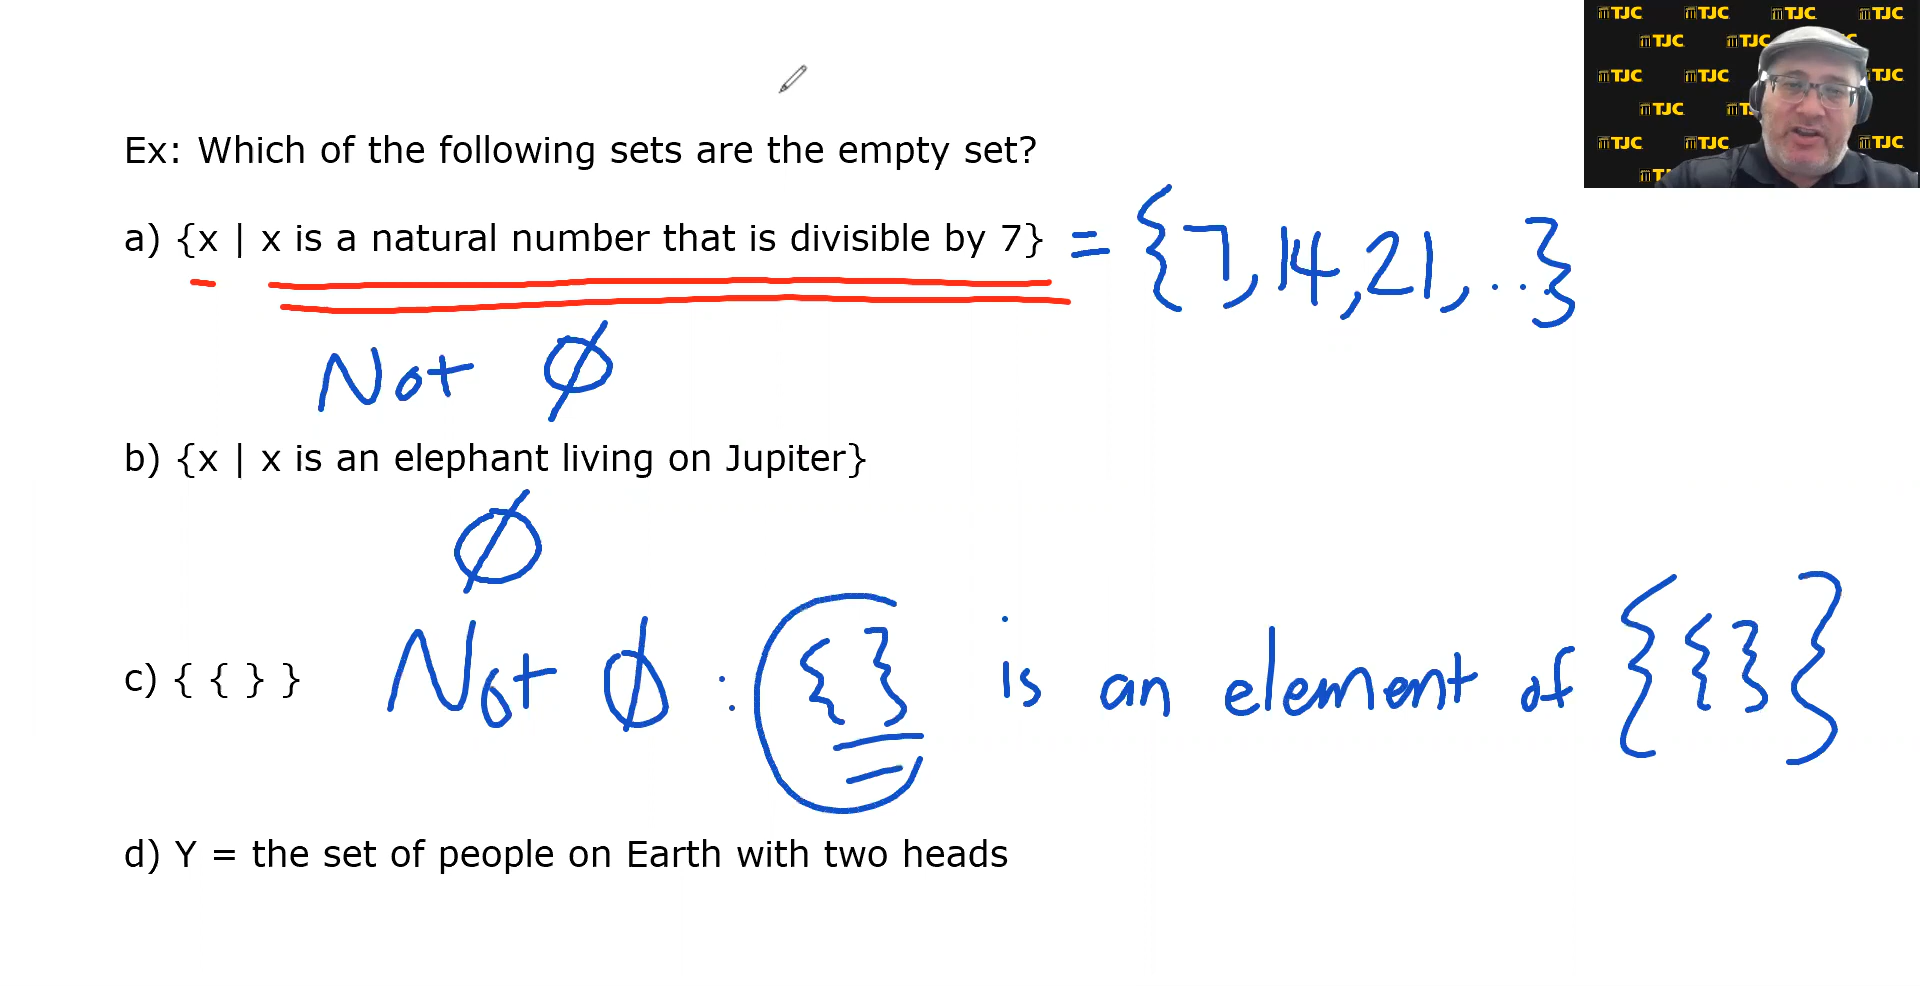 TJC TJC TJC TJC
TJC TJC
TJC TJC TJC
TJC
TJC TJC TJC
Ex: Which of the following sets are the empty set?
a) {x | x is a natural number that is divisible by 7} = {7, 14, 21, ...}
Not ∅
b) {x | x is an elephant living on Jupiter}
∅
c) { { } } Not ∅ : { } is an element of { { } }
d) Y = the set of people on Earth with two heads